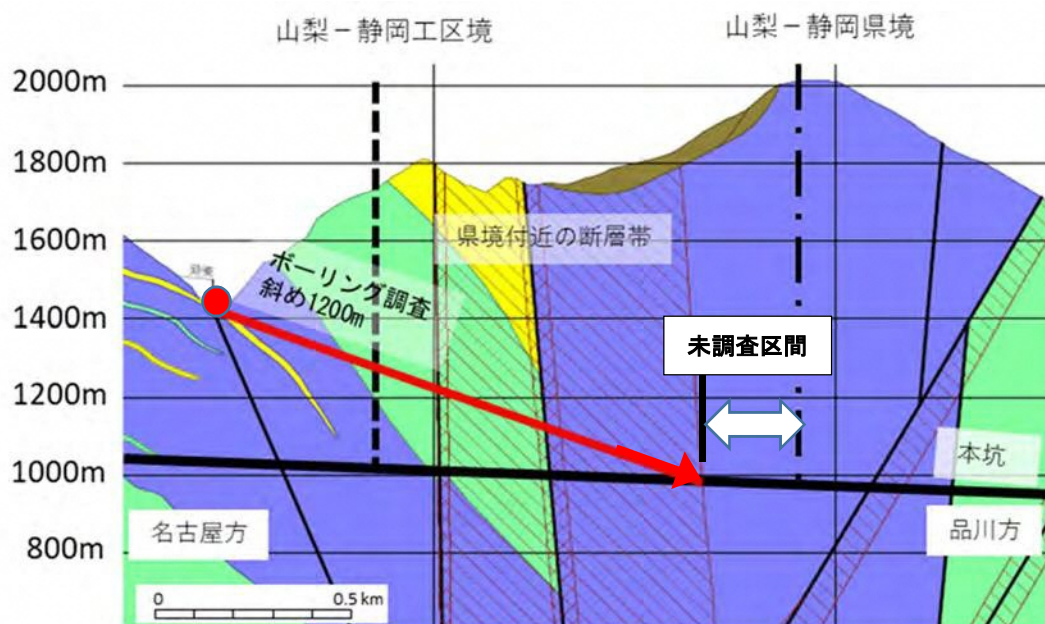 山梨－静岡工区境
山梨－静岡県境
2000m
1800m
1600m
県境付近の断層帯
ボーリング調査
斜め1200m
1400m
未調査区間
1200m
本坑
1000m
名古屋方
品川方
800m
0
0.5 km